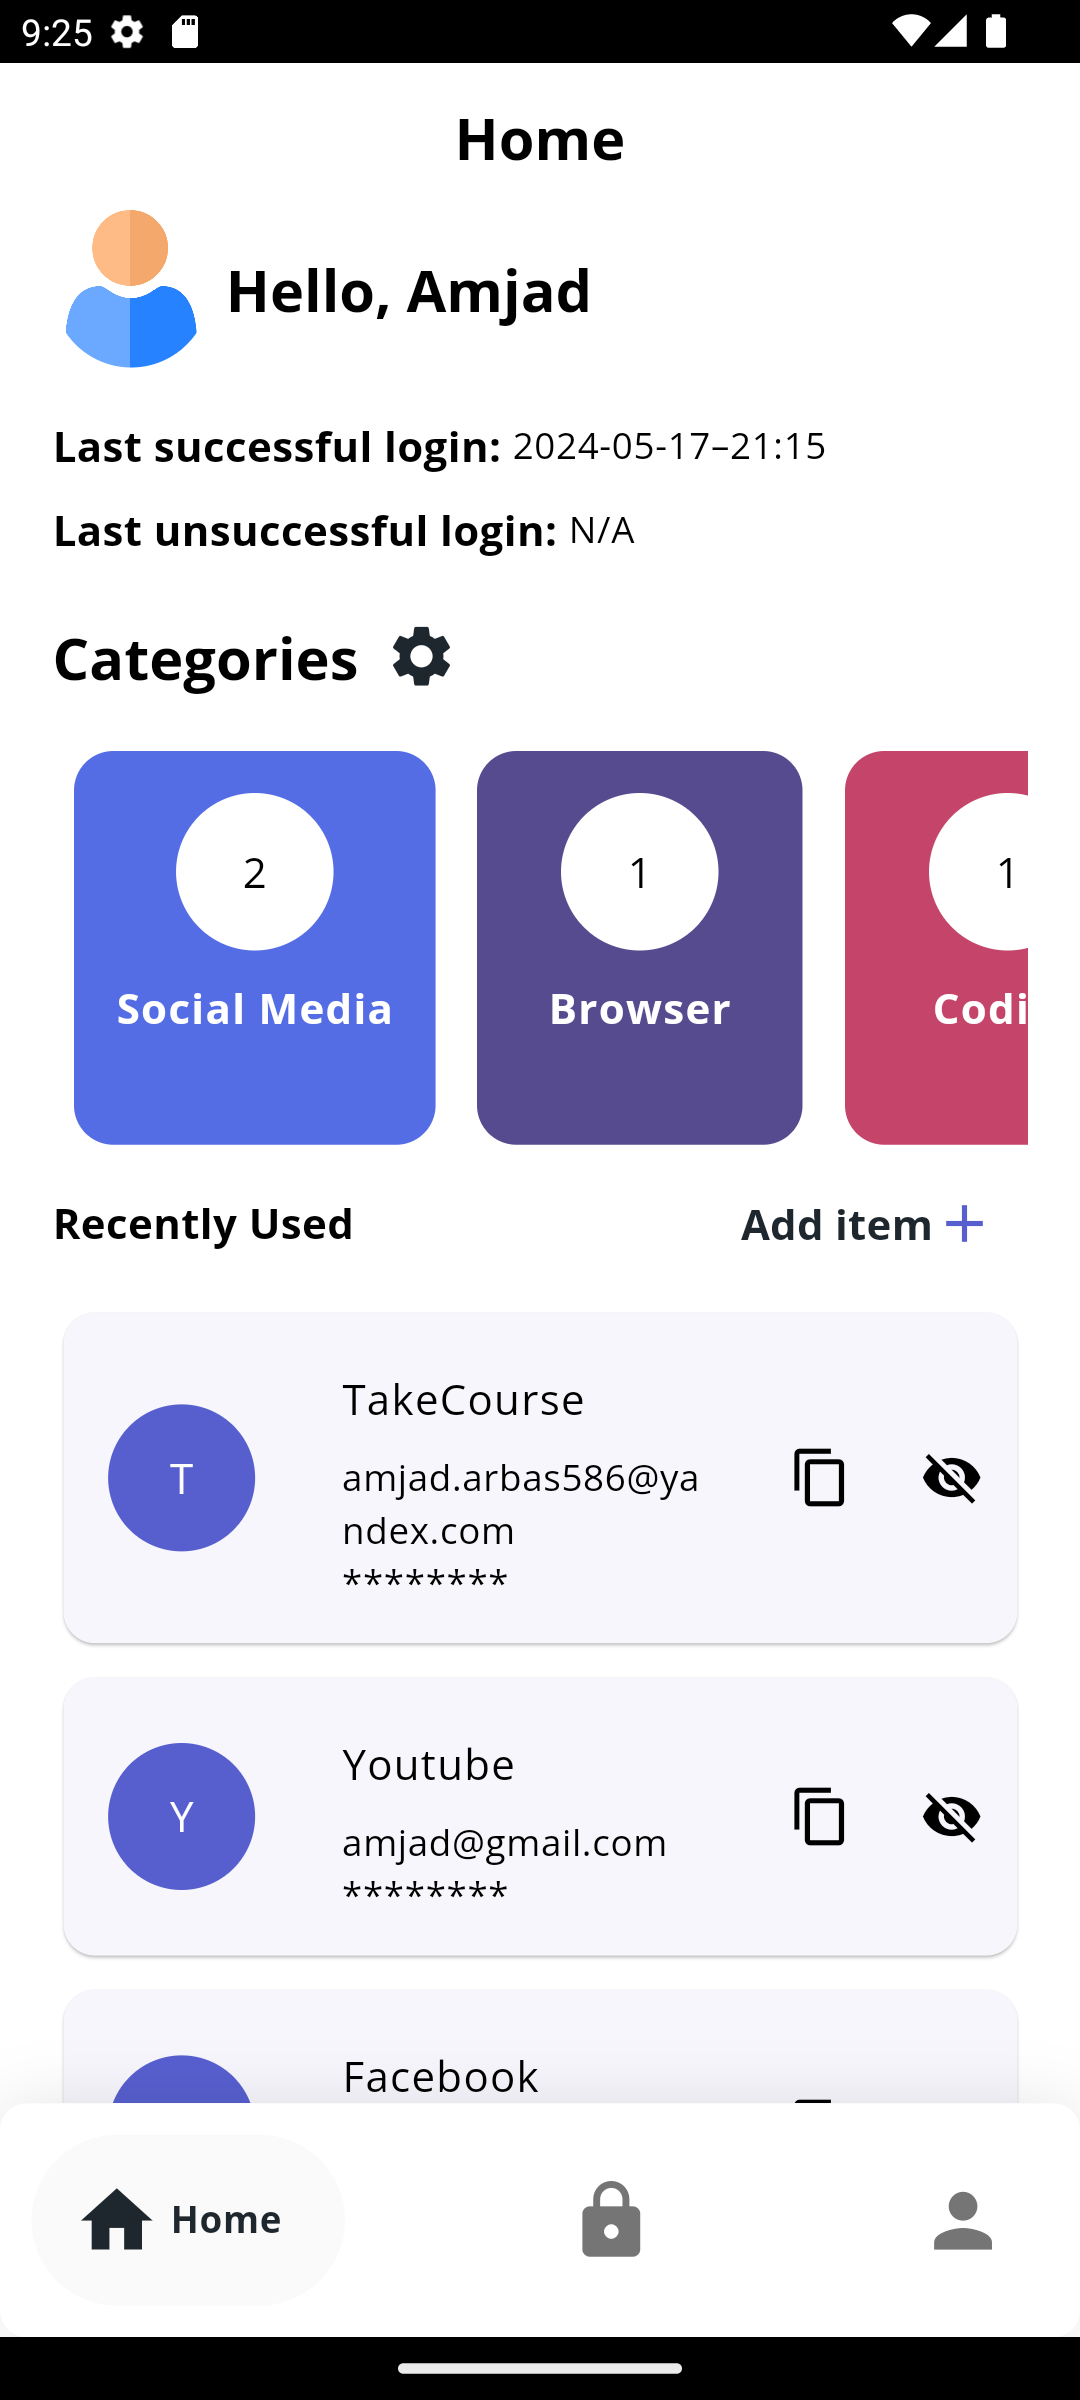 9:25
Home
Hello, Amjad
Last successful login: 2024-05-17–21:15
Last unsuccessful login: N/A
Categories
2 1 1
Social Media Browser Codi
Recently Used Add item
TakeCourse
T
amjad.arbas586@ya
ndex.com
********
Youtube
Y
amjad@gmail.com
********
Facebook
Home